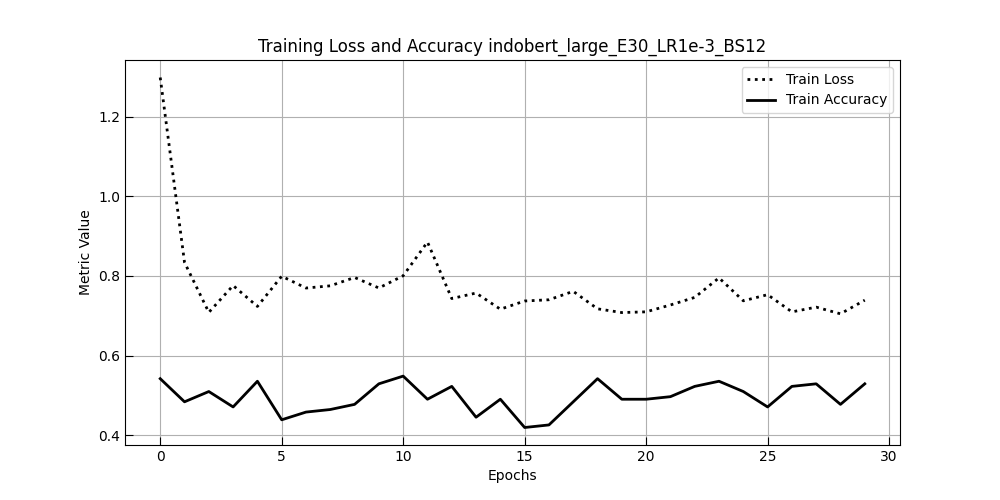 Training Loss and Accuracy indobert_large_E30_LR1e-3_BS12
Train Loss
Train Accuracy
Metric Value
1.2
1.0
0.8
0.6
0.4
0 5 10 15 20 25 30
Epochs